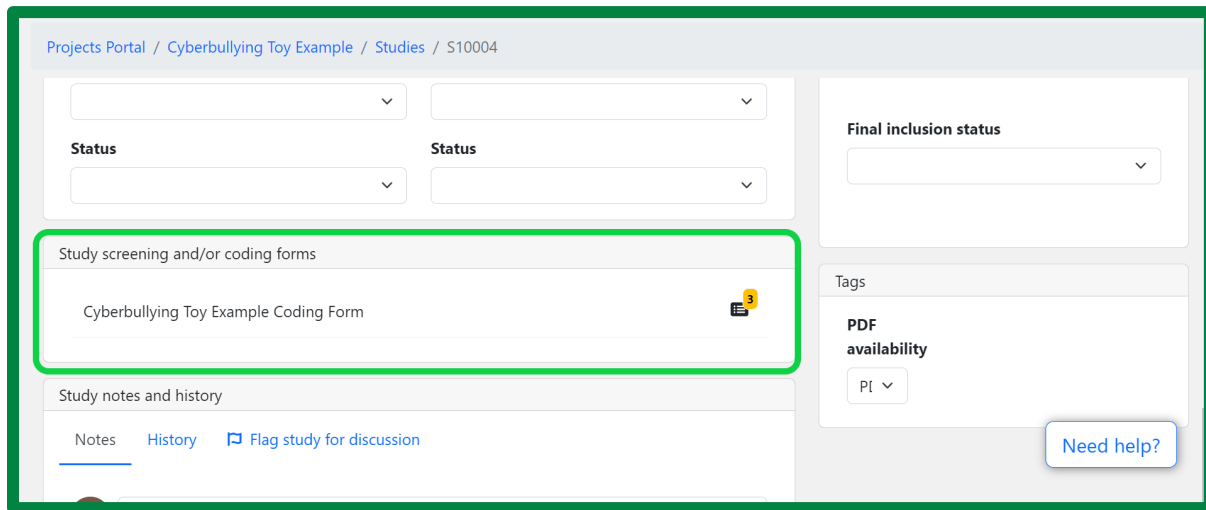 Projects Portal / Cyberbullying Toy Example / Studies / S10004
Status
Status
Final inclusion status
Study screening and/or coding forms
Cyberbullying Toy Example Coding Form
3
Tags
PDF
availability
Study notes and history
Notes
History
Flag study for discussion
Need help?